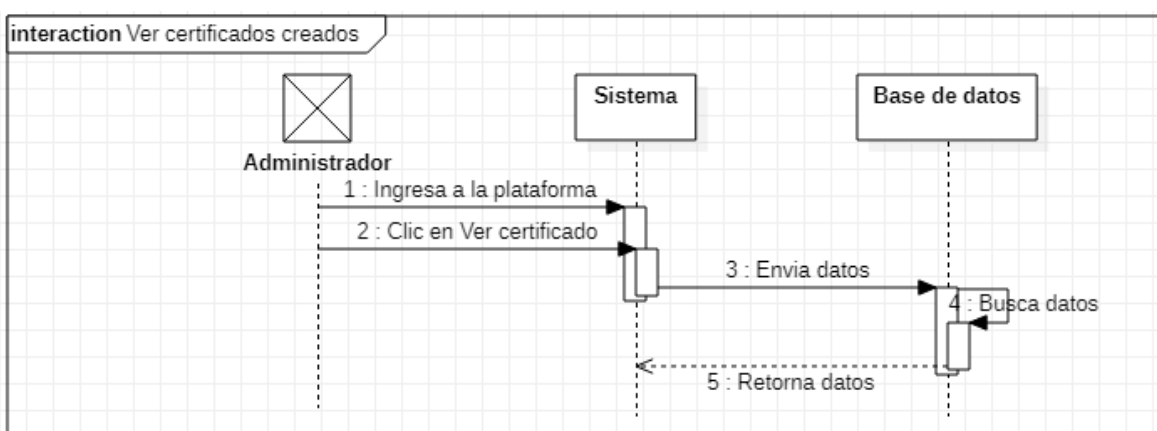 interaction Ver certificados creados
Sistema
Base de datos
Administrador
1 : Ingresa a la plataforma
2 : Clic en Ver certificado
3 : Envia datos
4 : Busca datos
5 : Retorna datos